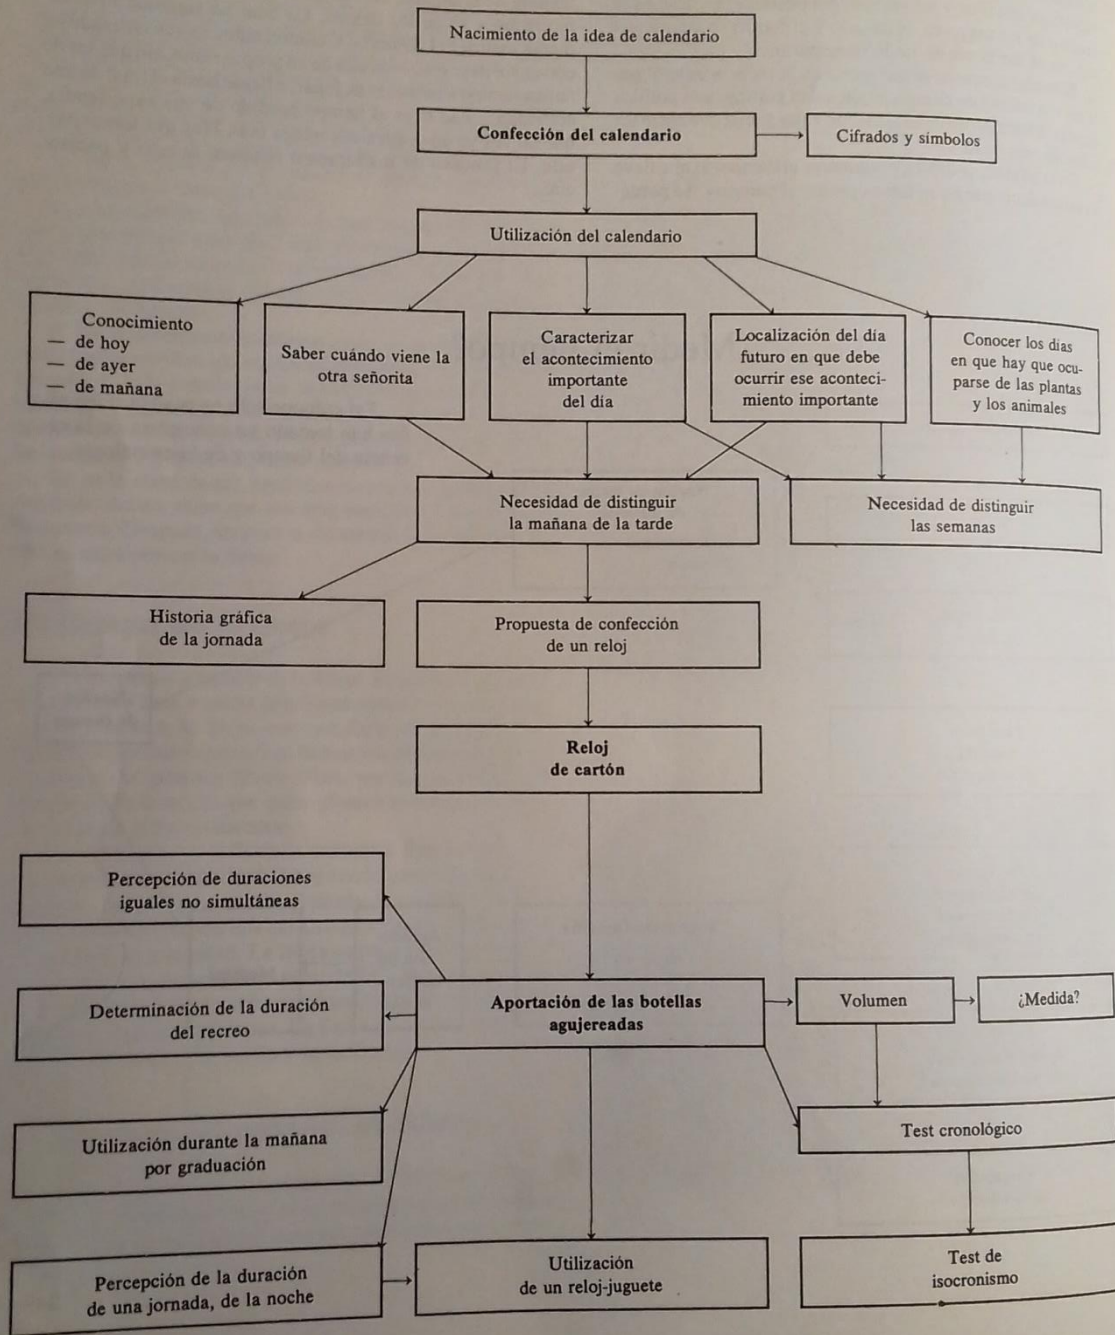 Nacimiento de la idea de calendario
Confección del calendario
Cifrados y símbolos
Utilización del calendario
Conocimiento
— de hoy
— de ayer
— de mañana
Saber cuándo viene la
otra señorita
Caracterizar
el acontecimiento
importante
del día
Localización del día
futuro en que debe
ocurrir ese aconteci-
miento importante
Conocer los días
en que hay que ocu-
parse de las plantas
y los animales
Necesidad de distinguir
la mañana de la tarde
Necesidad de distinguir
las semanas
Historia gráfica
de la jornada
Propuesta de confección
de un reloj
Reloj
de cartón
Percepción de duraciones
iguales no simultáneas
Determinación de la duración
del recreo
Aportación de las botellas
agujereadas
Volumen
¿Medida?
Utilización durante la mañana
por graduación
Test cronológico
Percepción de la duración
de una jornada, de la noche
Utilización
de un reloj-juguete
Test de
isocronismo